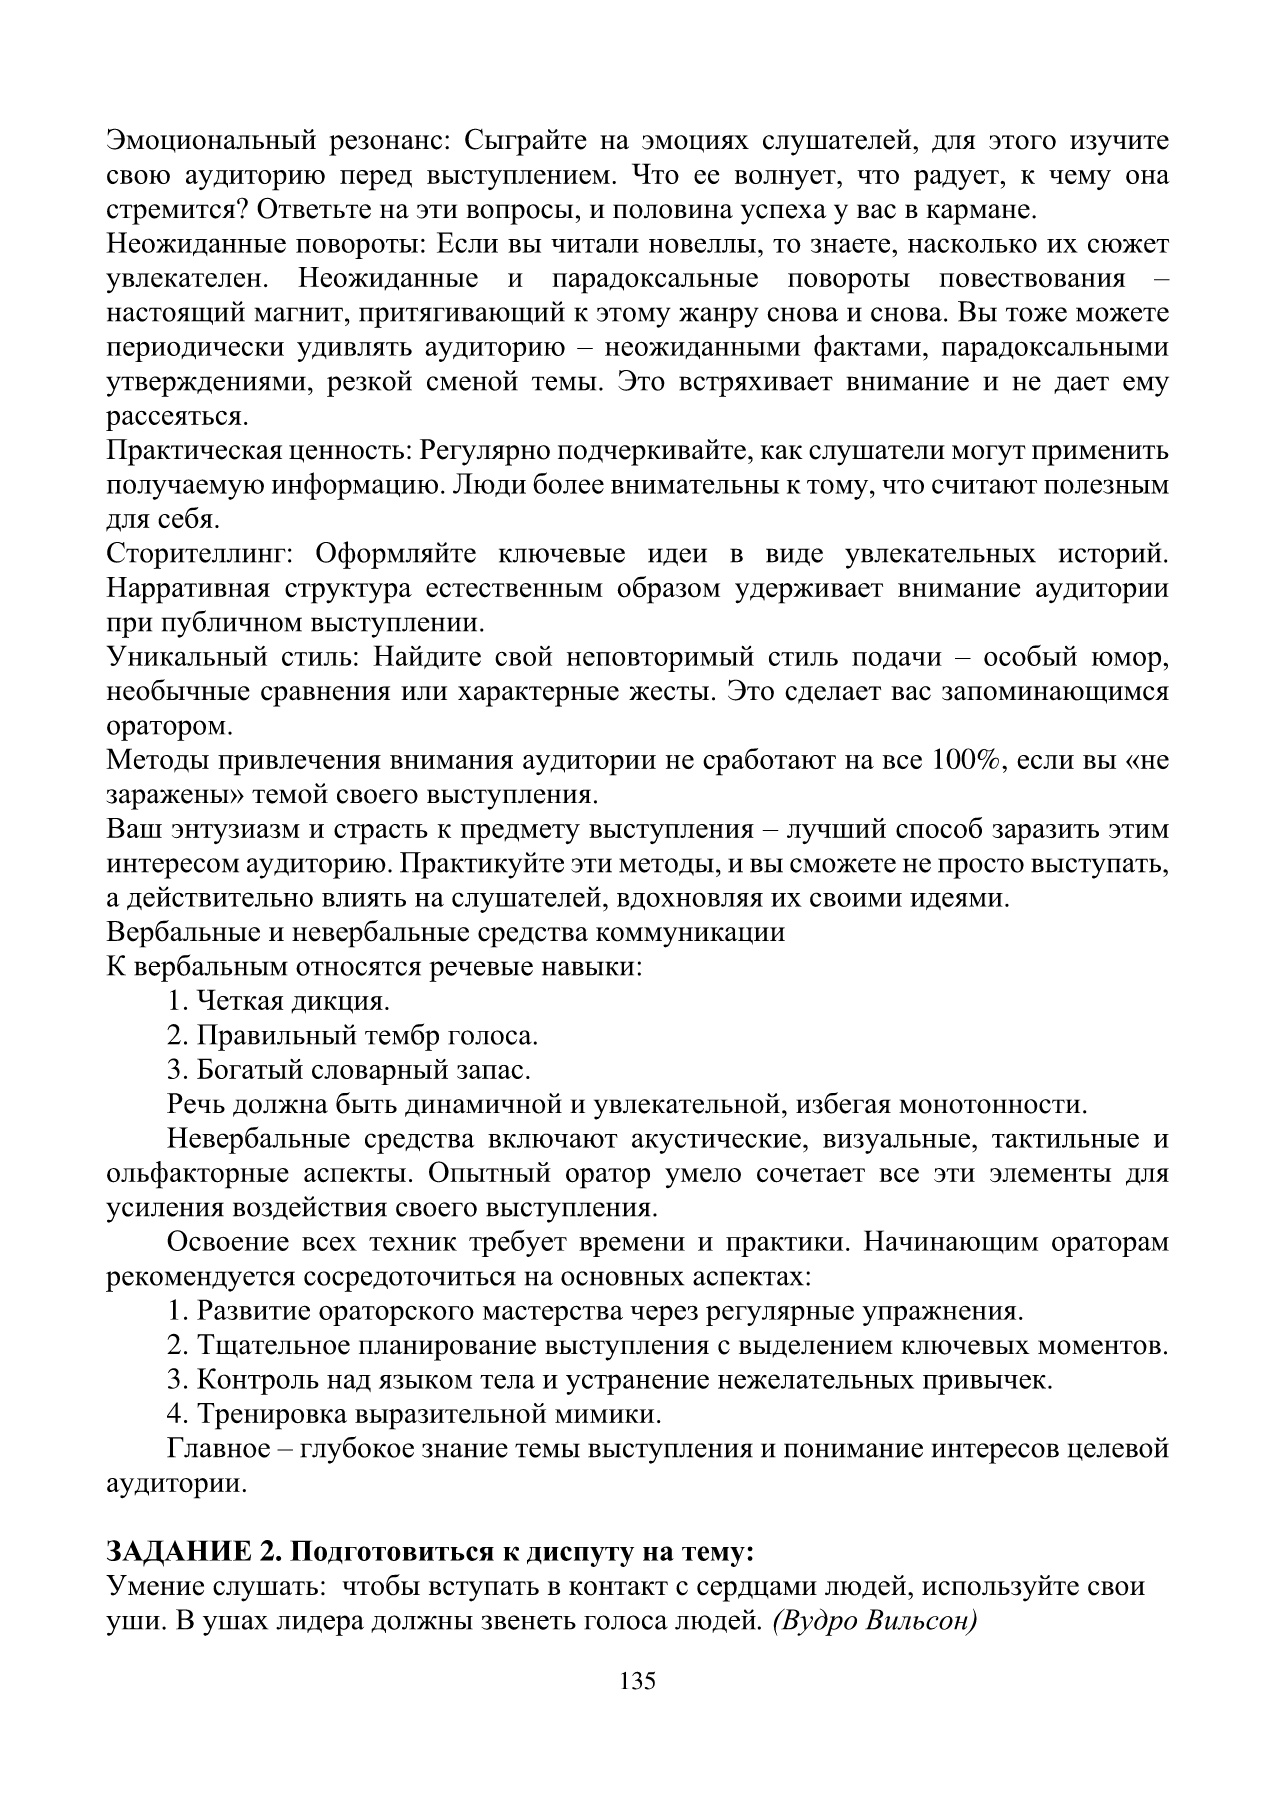 Эмоциональный резонанс: Сыграйте на эмоциях слушателей, для этого изучите
свою аудиторию перед выступлением. Что ее волнует, что радует, к чему она
стремится? Ответьте на эти вопросы, и половина успеха у вас в кармане.
Неожиданные повороты: Если вы читали новеллы, то знаете, насколько их сюжет
увлекателен. Неожиданные и парадоксальные повороты повествования –
настоящий магнит, притягивающий к этому жанру снова и снова. Вы тоже можете
периодически удивлять аудиторию – неожиданными фактами, парадоксальными
утверждениями, резкой сменой темы. Это встряхивает внимание и не дает ему
рассеяться.
Практическая ценность: Регулярно подчеркивайте, как слушатели могут применить
получаемую информацию. Люди более внимательны к тому, что считают полезным
для себя.
Сторителлинг: Оформляйте ключевые идеи в виде увлекательных историй.
Нарративная структура естественным образом удерживает внимание аудитории
при публичном выступлении.
Уникальный стиль: Найдите свой неповторимый стиль подачи – особый юмор,
необычные сравнения или характерные жесты. Это сделает вас запоминающимся
оратором.
Методы привлечения внимания аудитории не сработают на все 100%, если вы «не
заражены» темой своего выступления.
Ваш энтузиазм и страсть к предмету выступления – лучший способ заразить этим
интересом аудиторию. Практикуйте эти методы, и вы сможете не просто выступать,
а действительно влиять на слушателей, вдохновляя их своими идеями.
Вербальные и невербальные средства коммуникации
К вербальным относятся речевые навыки:
1. Четкая дикция.
2. Правильный тембр голоса.
3. Богатый словарный запас.
Речь должна быть динамичной и увлекательной, избегая монотонности.
Невербальные средства включают акустические, визуальные, тактильные и
ольфакторные аспекты. Опытный оратор умело сочетает все эти элементы для
усиления воздействия своего выступления.
Освоение всех техник требует времени и практики. Начинающим ораторам
рекомендуется сосредоточиться на основных аспектах:
1. Развитие ораторского мастерства через регулярные упражнения.
2. Тщательное планирование выступления с выделением ключевых моментов.
3. Контроль над языком тела и устранение нежелательных привычек.
4. Тренировка выразительной мимики.
Главное – глубокое знание темы выступления и понимание интересов целевой
аудитории.
ЗАДАНИЕ 2. Подготовиться к диспуту на тему:
Умение слушать:  чтобы вступать в контакт с сердцами людей, используйте свои
уши. В ушах лидера должны звенеть голоса людей. (Вудро Вильсон)
135